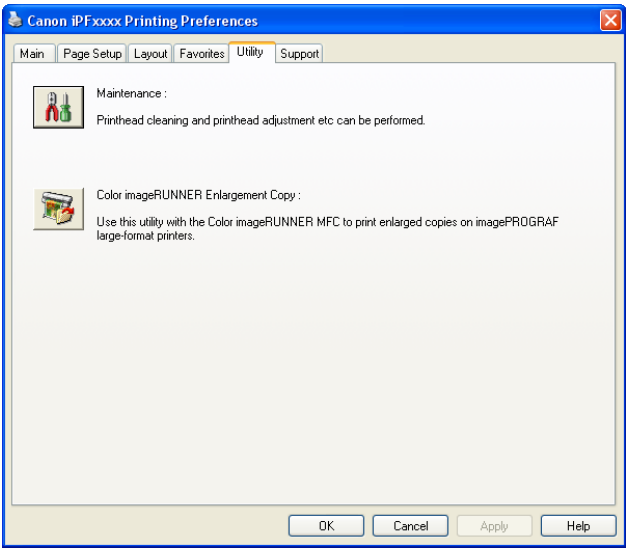 Canon iPFxxxx Printing Preferences
Main Page Setup Layout Favorites Utility Support
Maintenance :
Printhead cleaning and printhead adjustment etc can be performed.
Color imageRUNNER Enlargement Copy :
Use this utility with the Color imageRUNNER MFC to print enlarged copies on imagePROGRAF
large-format printers.
OK Cancel Apply Help